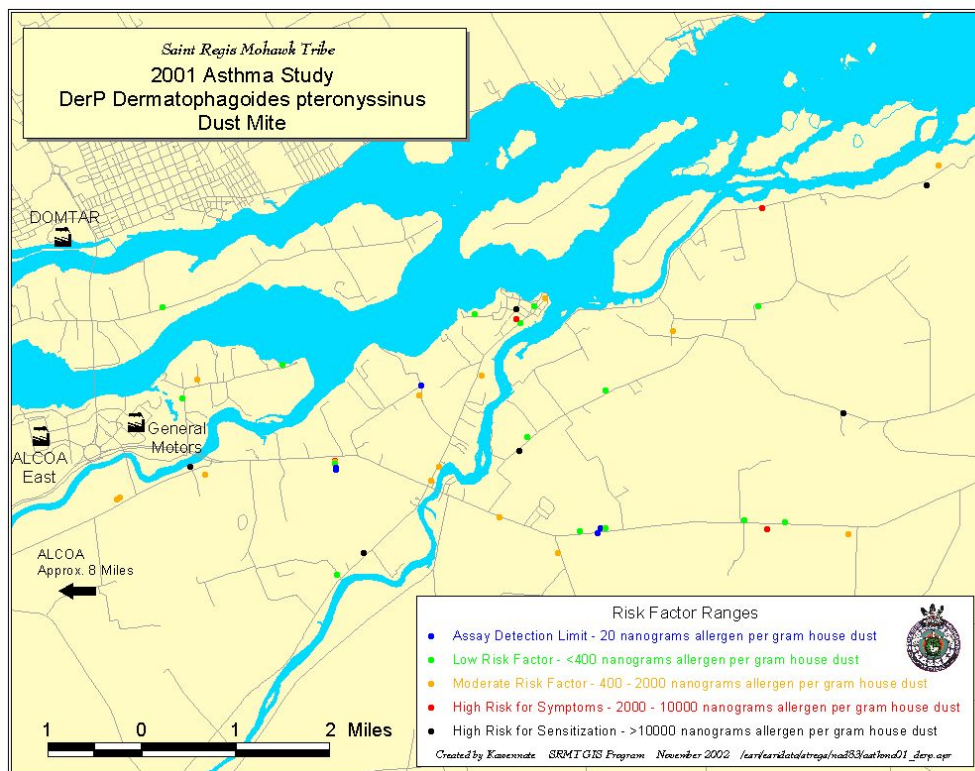 Saint Regis Mohawk Tribe
2001 Asthma Study
DerP Dermatophagoides pteronyssinus
Dust Mite
DOMTAR
General
Motors
ALCOA
East
ALCOA
Approx. 8 Miles
Risk Factor Ranges
Assay Detection Limit - 20 nanograms allergen per gram house dust
Low Risk Factor - <400 nanograms allergen per gram house dust
Moderate Risk Factor - 400 - 2000 nanograms allergen per gram house dust
High Risk for Symptoms - 2000 - 10000 nanograms allergen per gram house dust
High Risk for Sensitization - >10000 nanograms allergen per gram house dust
Created by Kawennate SRMT GIS Program November 2002
1 0 1 2 Miles